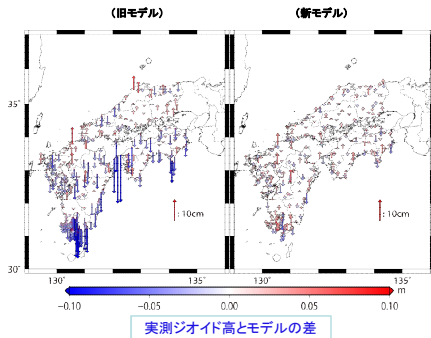 （旧モデル） （新モデル）
35˚
: 10cm : 10cm
30˚
130˚ 135˚ 130˚ 135˚
m
-0.10 -0.05 0.00 0.05 0.10
実測ジオイド高とモデルの差